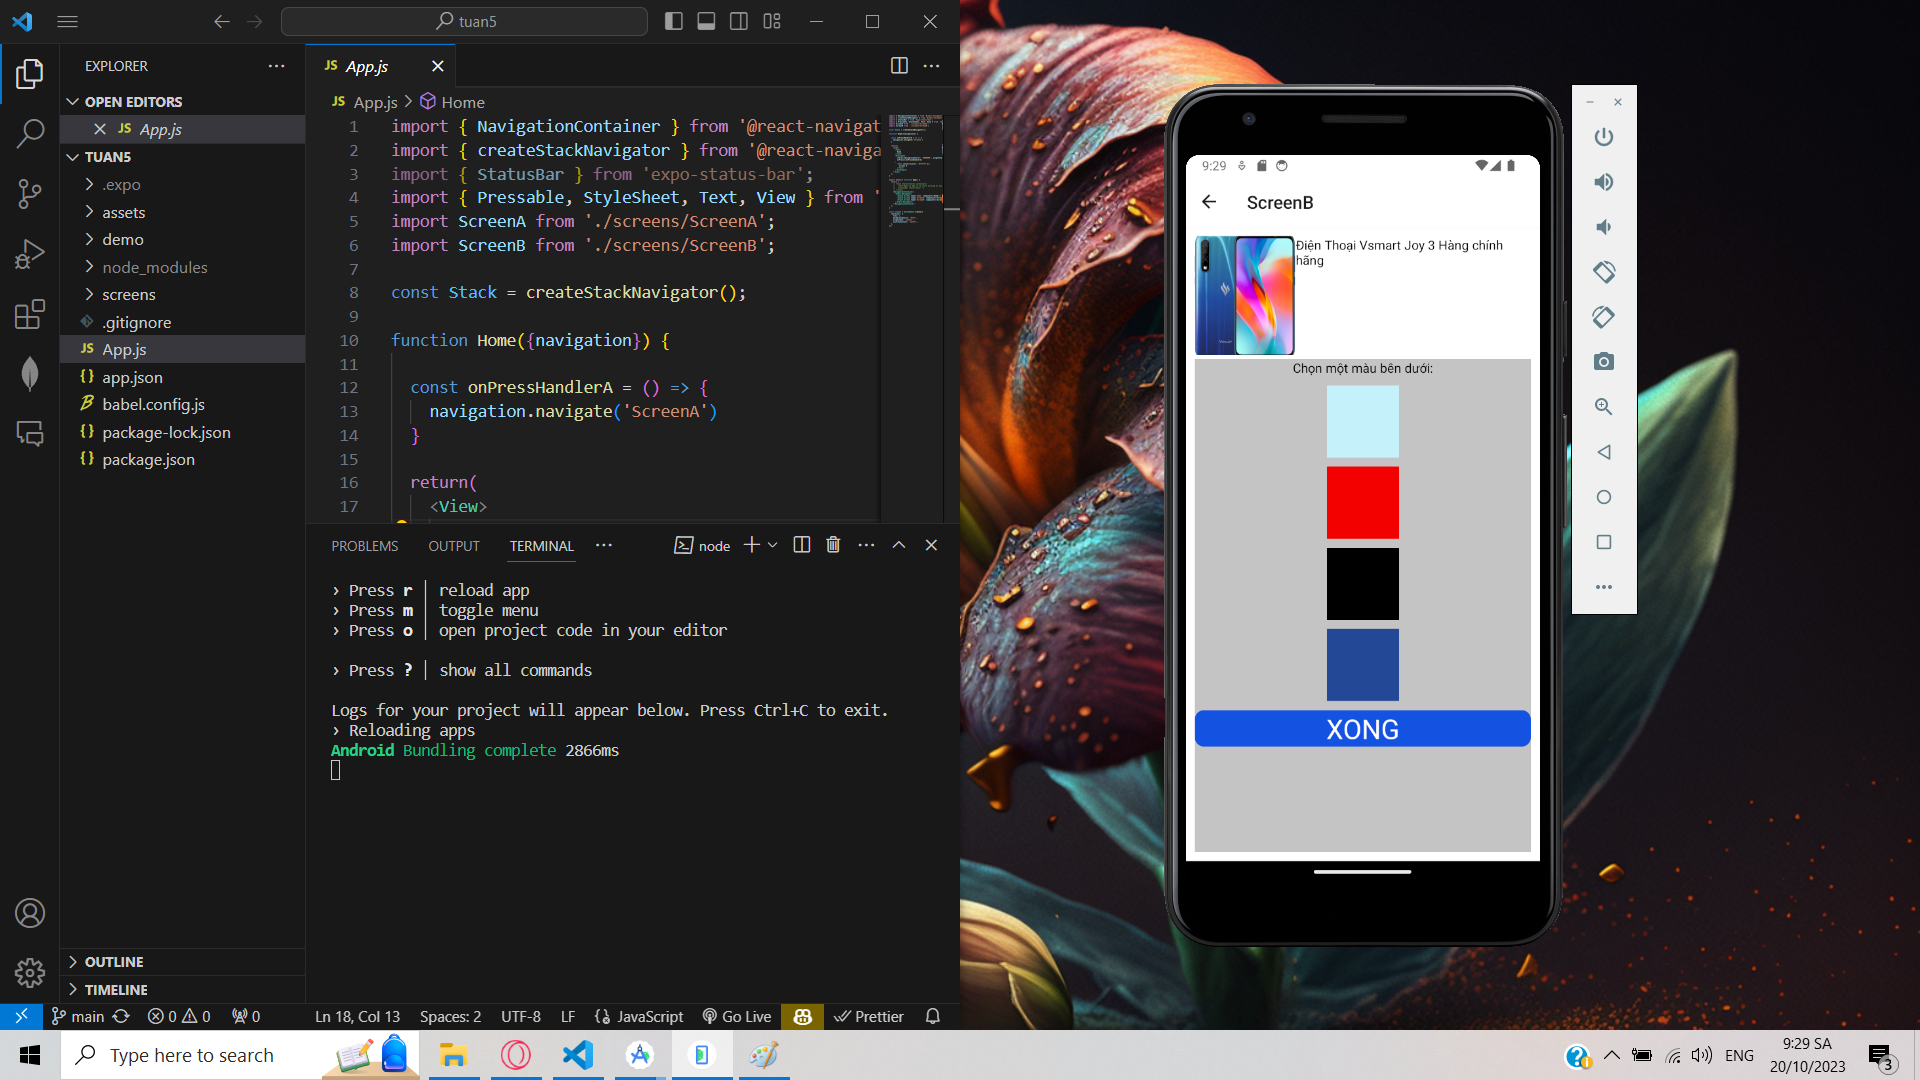 tuan5
EXPLORER
OPEN EDITORS
JS App.js
TUAN5
.expo
assets
demo
node_modules
screens
.gitignore
JS App.js
{} app.json
babel.config.js
{} package-lock.json
{} package.json
OUTLINE
TIMELINE
JS App.js
JS App.js > Home
1 import { NavigationContainer } from '@react-navigat
2 import { createStackNavigator } from '@react-naviga
3 import { StatusBar } from 'expo-status-bar';
4 import { Pressable, StyleSheet, Text, View } from '
5 import ScreenA from './screens/ScreenA';
6 import ScreenB from './screens/ScreenB';
7
8 const Stack = createStackNavigator();
9
10 function Home({navigation}) {
11
12 const onPressHandlerA = () => {
13 navigation.navigate('ScreenA')
14 }
15
16 return(
17 <View>
PROBLEMS OUTPUT TERMINAL ··· node
› Press r │ reload app
› Press m │ toggle menu
› Press o │ open project code in your editor
› Press ? │ show all commands
Logs for your project will appear below. Press Ctrl+C to exit.
› Reloading apps
Android Bundling complete 2866ms
main 0 0 0 Ln 18, Col 13 Spaces: 2 UTF-8 LF JavaScript Go Live Prettier
9:29
ScreenB
Điện Thoại Vsmart Joy 3 Hàng chính
hãng
Chọn một màu bên dưới:
XONG
Type here to search
ENG
9:29 SA
20/10/2023
3